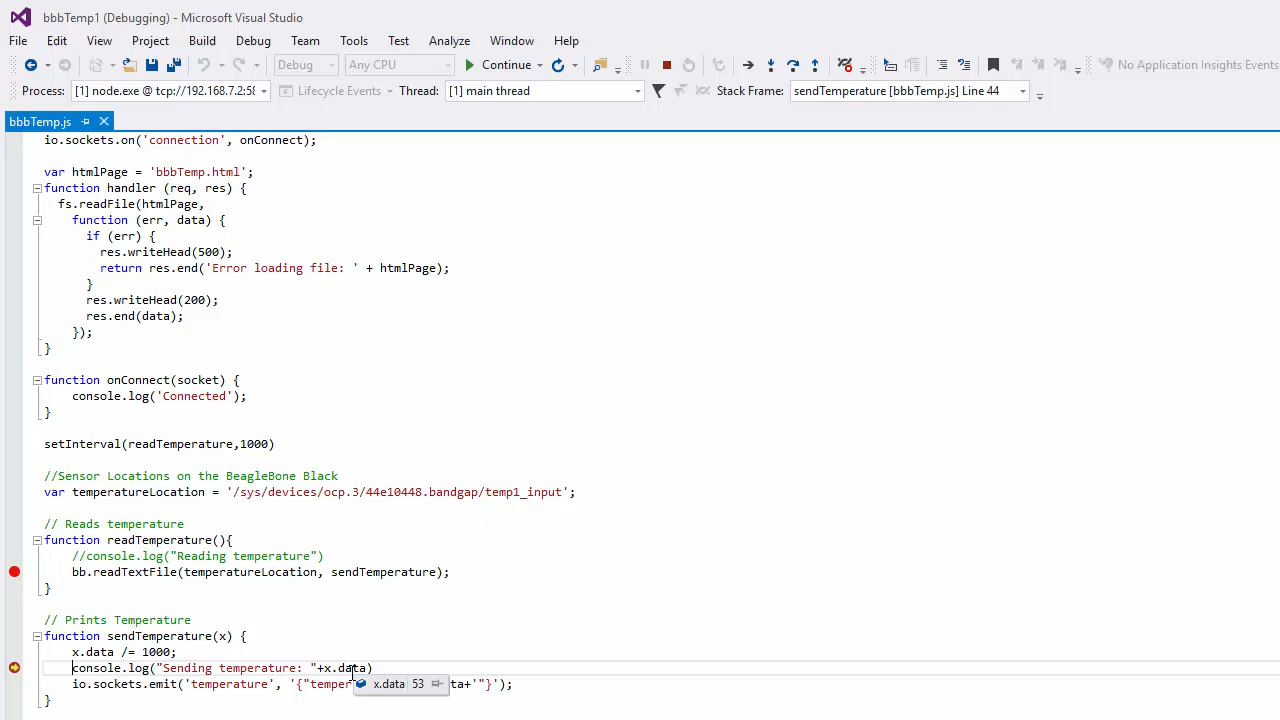 bbbTemp1 (Debugging) - Microsoft Visual Studio
File Edit View Project Build Debug Team Tools Test Analyze Window Help
Debug Any CPU Continue No Application Insights Events
Process: [1] node.exe @ tcp://192.168.7.2:58 Lifecycle Events Thread: [1] main thread Stack Frame: sendTemperature [bbbTemp.js] Line 44
bbbTemp.js
io.sockets.on('connection', onConnect);
var htmlPage = 'bbbTemp.html';
function handler (req, res) {
fs.readFile(htmlPage,
function (err, data) {
if (err) {
res.writeHead(500);
return res.end('Error loading file: ' + htmlPage);
}
res.writeHead(200);
res.end(data);
});
}
function onConnect(socket) {
console.log('Connected');
}
setInterval(readTemperature,1000)
//Sensor Locations on the BeagleBone Black
var temperatureLocation = '/sys/devices/ocp.3/44e10448.bandgap/temp1_input';
// Reads temperature
function readTemperature(){
//console.log("Reading temperature")
bb.readTextFile(temperatureLocation, sendTemperature);
}
// Prints Temperature
function sendTemperature(x) {
x.data /= 1000;
console.log("Sending temperature: "+x.data)
io.sockets.emit('temperature', '{"temper x.data 53 ta+'"}');
}